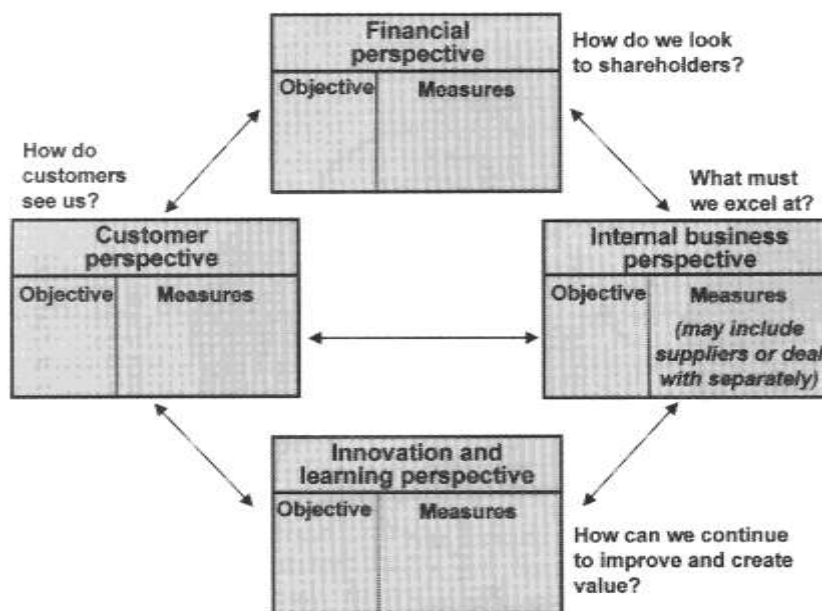 Financial
perspective
Objective
Measures
How do we look
to shareholders?
How do
customers
see us?
What must
we excel at?
Customer
perspective
Objective
Measures
Internal business
perspective
Objective
Measures
(may include
suppliers or deal
with separately)
Innovation and
learning perspective
Objective
Measures
How can we continue
to improve and create
value?